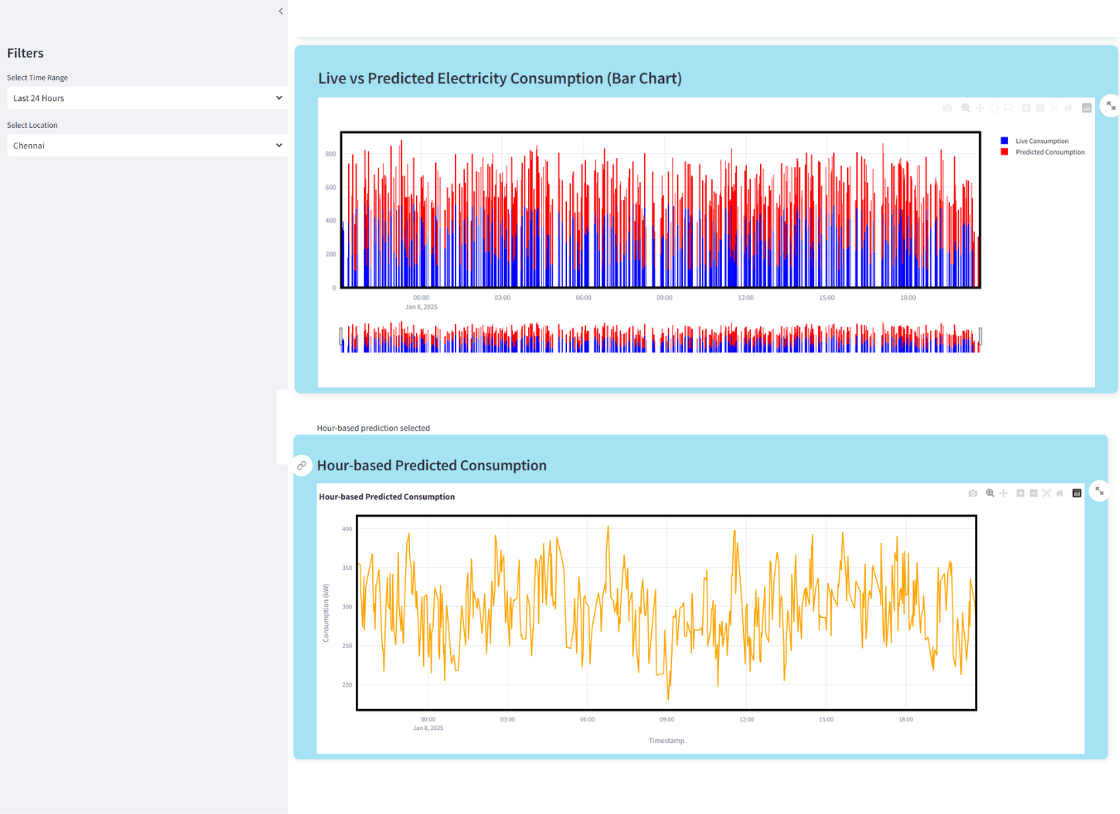 Filters
Select Time Range
Last 24 Hours
Select Location
Chennai
Live vs Predicted Electricity Consumption (Bar Chart)
Live Consumption
Predicted Consumption
800
600
400
200
0
00:00 03:00 06:00 09:00 12:00 15:00 18:00
Jan 8, 2025
Hour-based prediction selected
Hour-based Predicted Consumption
Hour-based Predicted Consumption
Consumption (kW)
400
350
300
250
200
00:00 03:00 06:00 09:00 12:00 15:00 18:00
Jan 8, 2025
Timestamp